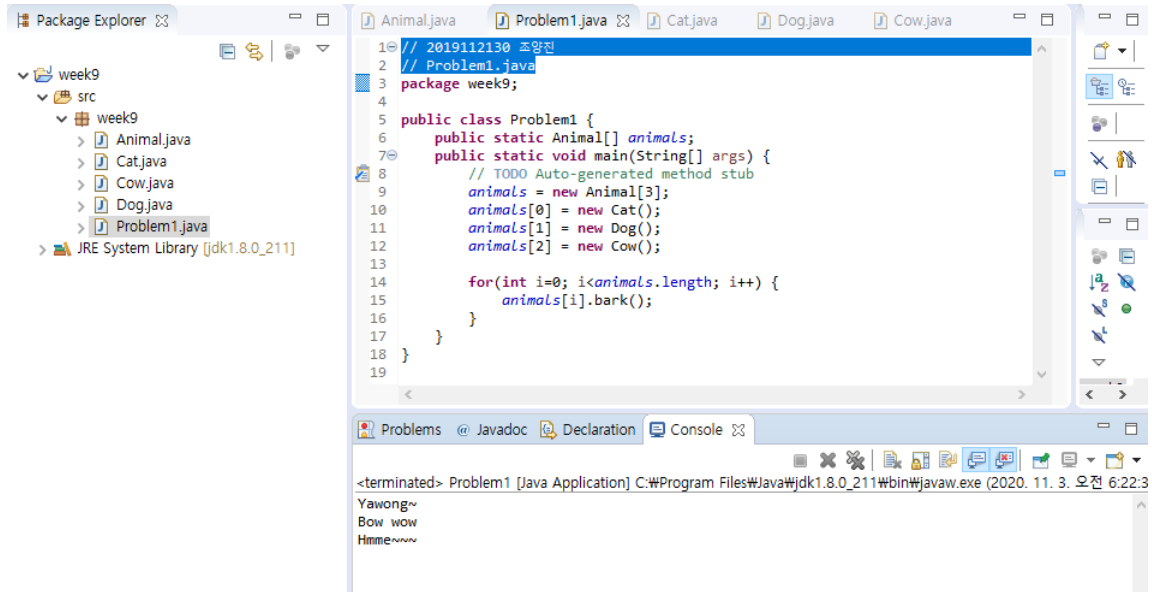 Package Explorer
week9
src
week9
Animal.java
Cat.java
Cow.java
Dog.java
Problem1.java
JRE System Library [jdk1.8.0_211]
Animal.java Problem1.java Cat.java Dog.java Cow.java
1 // 2019112130 조양진
2 // Problem1.java
3 package week9;
4
5 public class Problem1 {
6 public static Animal[] animals;
7 public static void main(String[] args) {
8 // TODO Auto-generated method stub
9 animals = new Animal[3];
10 animals[0] = new Cat();
11 animals[1] = new Dog();
12 animals[2] = new Cow();
13
14 for(int i=0; i<animals.length; i++) {
15 animals[i].bark();
16 }
17 }
18 }
19
Problems @ Javadoc Declaration Console
<terminated> Problem1 [Java Application] C:₩Program Files₩Java₩jdk1.8.0_211₩bin₩javaw.exe (2020. 11. 3. 오전 6:22:3
Yawong~
Bow wow
Hmme~~~